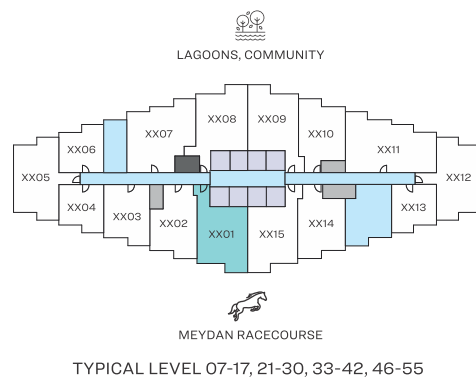 LAGOONS, COMMUNITY
XX08
XX09
XX07
XX10
XX06
XX11
XX05
XX12
XX04
XX03
XX02
XX01
XX15
XX14
XX13
MEYDAN RACECOURSE
TYPICAL LEVEL 07-17, 21-30, 33-42, 46-55